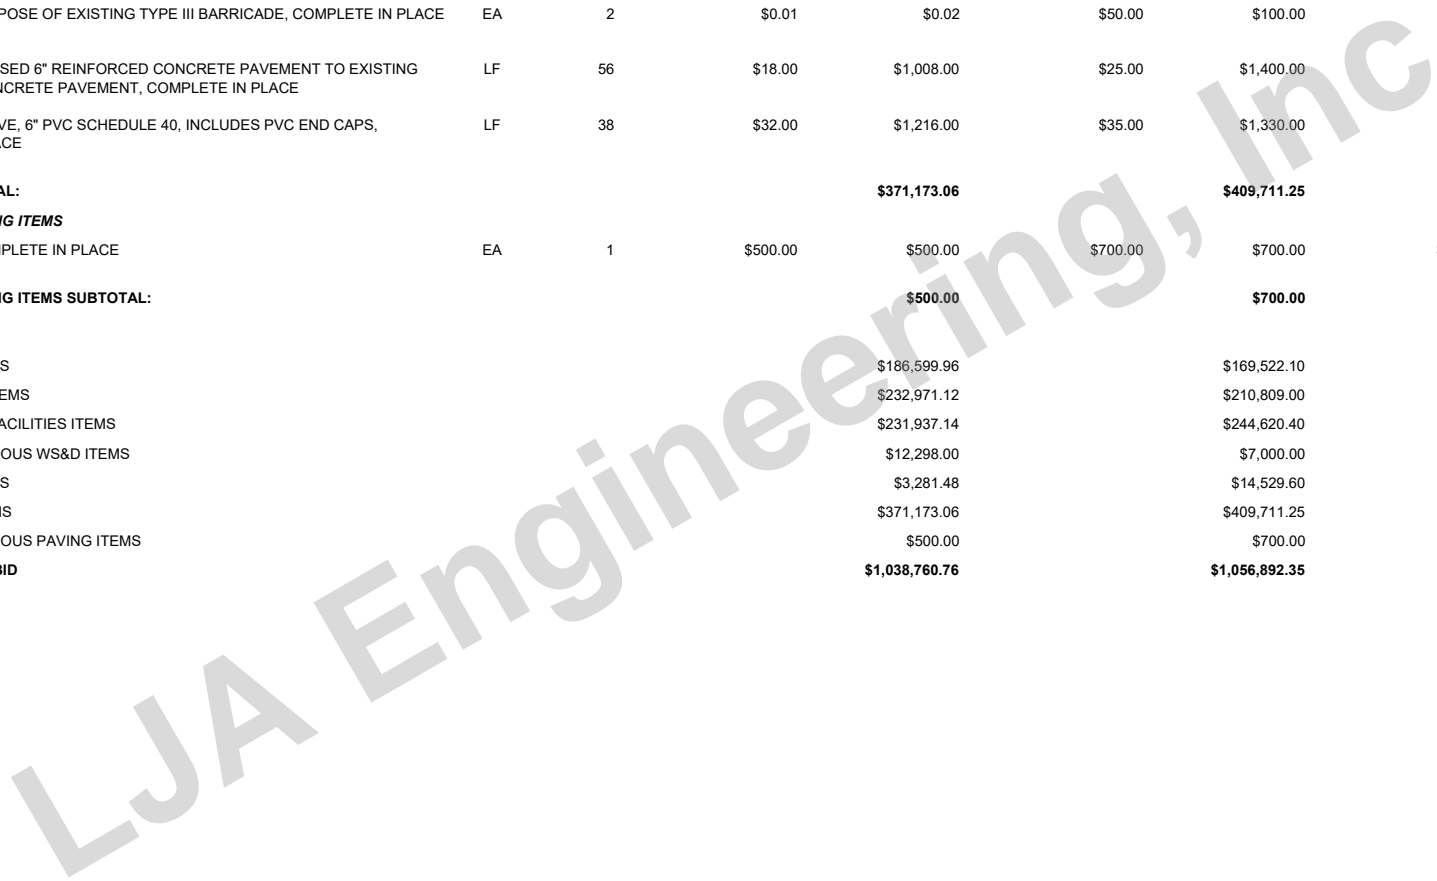 POSE OF EXISTING TYPE III BARRICADE, COMPLETE IN PLACE EA 2 $0.01 $0.02 $50.00 $100.00
SED 6" REINFORCED CONCRETE PAVEMENT TO EXISTING LF 56 $18.00 $1,008.00 $25.00 $1,400.00
NCRETE PAVEMENT, COMPLETE IN PLACE
VE, 6" PVC SCHEDULE 40, INCLUDES PVC END CAPS, LF 38 $32.00 $1,216.00 $35.00 $1,330.00
ACE
AL: $371,173.06 $409,711.25
NG ITEMS
MPLETE IN PLACE EA 1 $500.00 $500.00 $700.00 $700.00
NG ITEMS SUBTOTAL: $500.00 $700.00
S $186,599.96 $169,522.10
EMS $232,971.12 $210,809.00
ACILITIES ITEMS $231,937.14 $244,620.40
OUS WS&D ITEMS $12,298.00 $7,000.00
S $3,281.48 $14,529.60
MS $371,173.06 $409,711.25
OUS PAVING ITEMS $500.00 $700.00
BID $1,038,760.76 $1,056,892.35
LJA Engineering, Inc